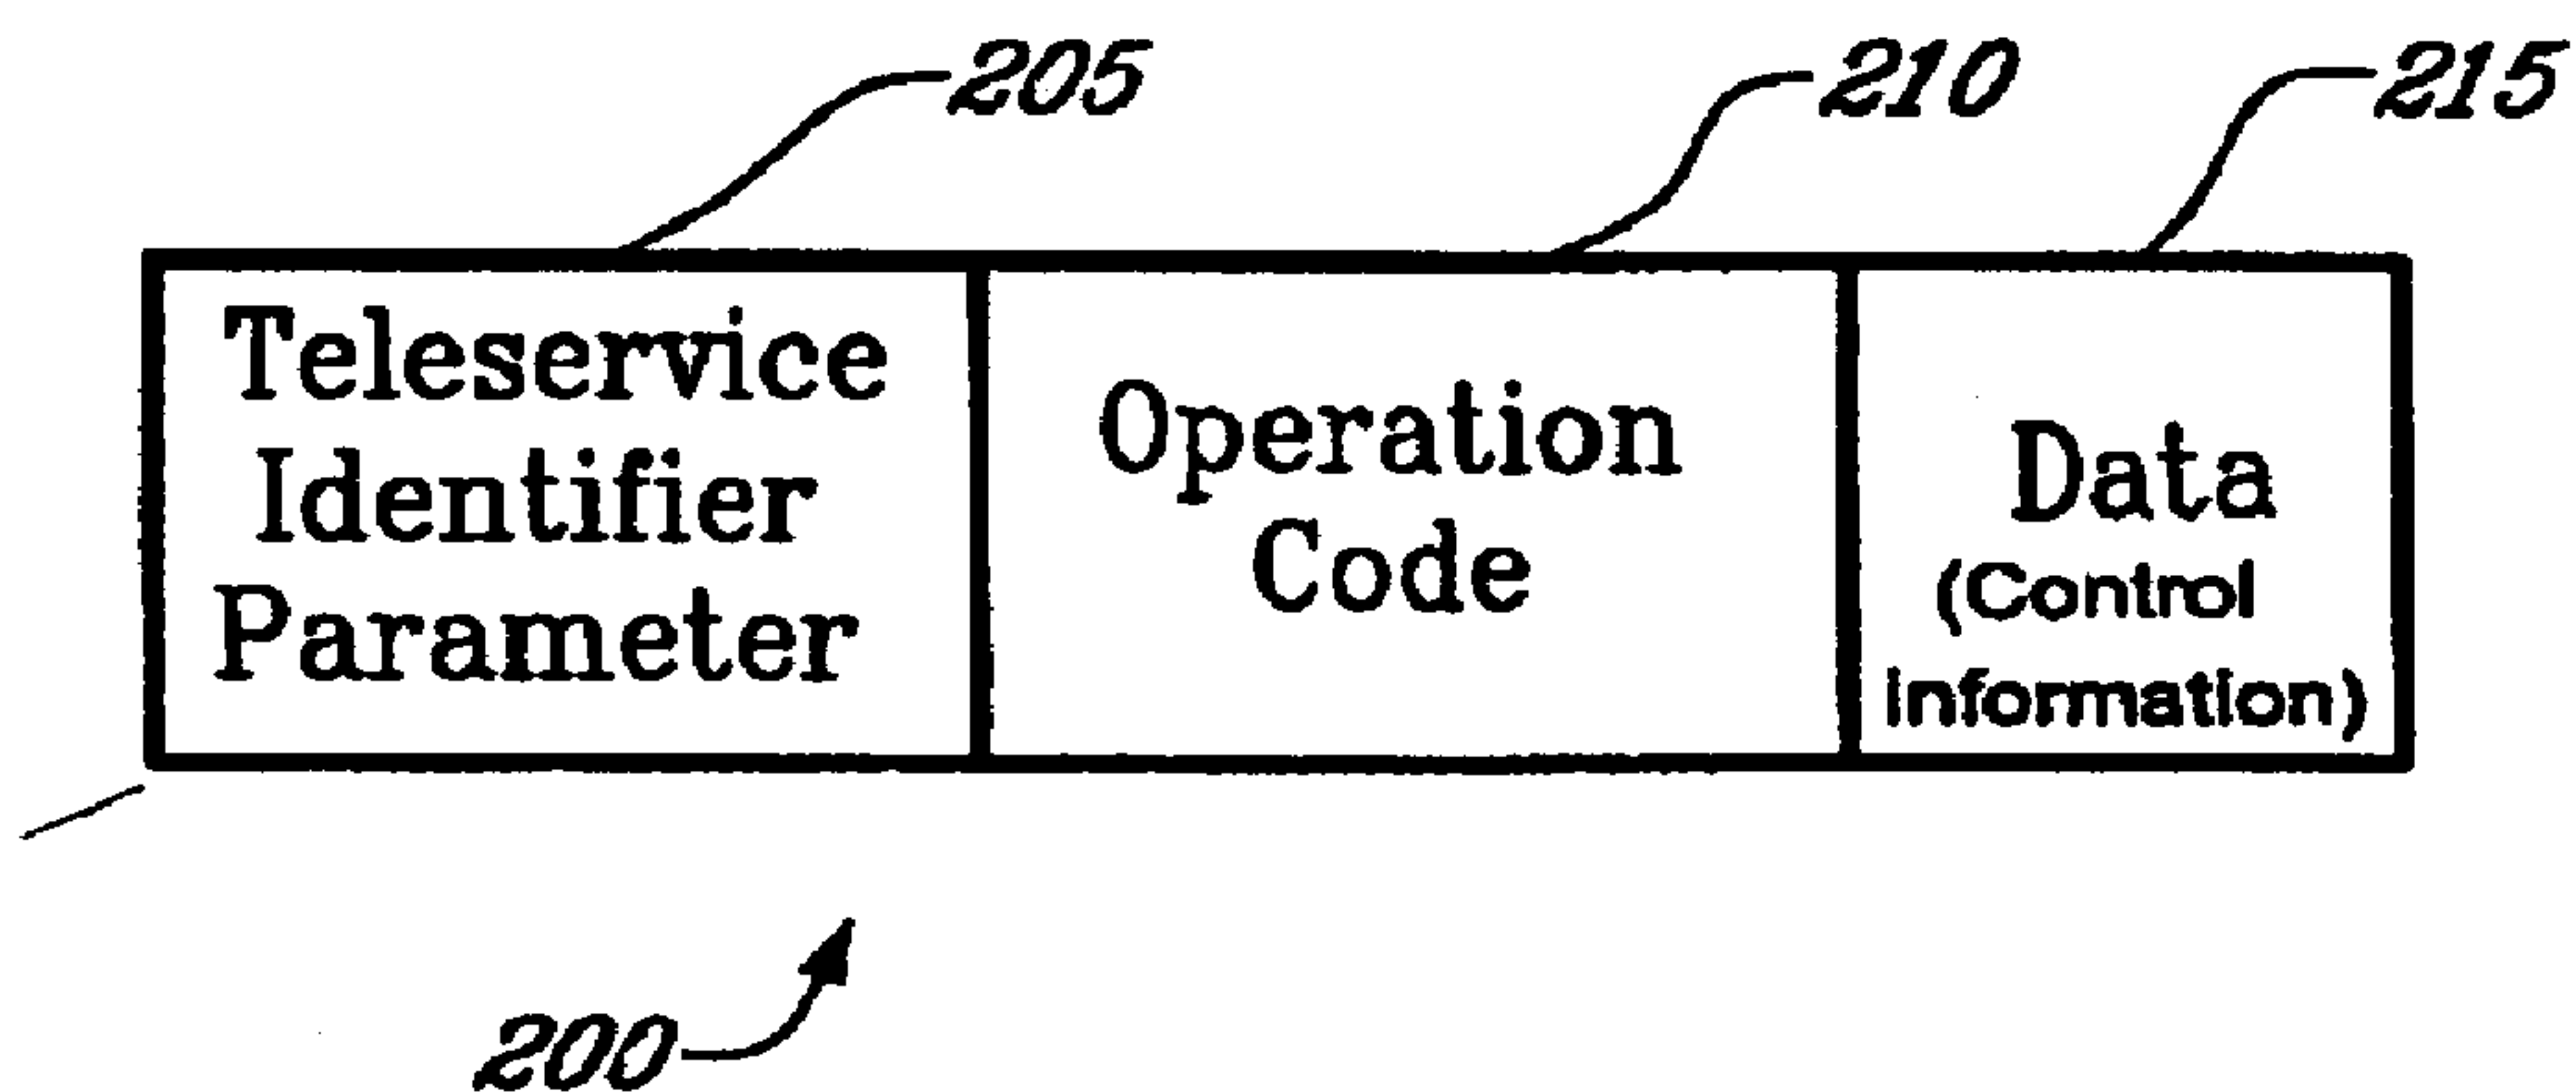 205
210
215
Teleservice
Identifier
Parameter
Operation
Code
Data
(Control
Information)
200